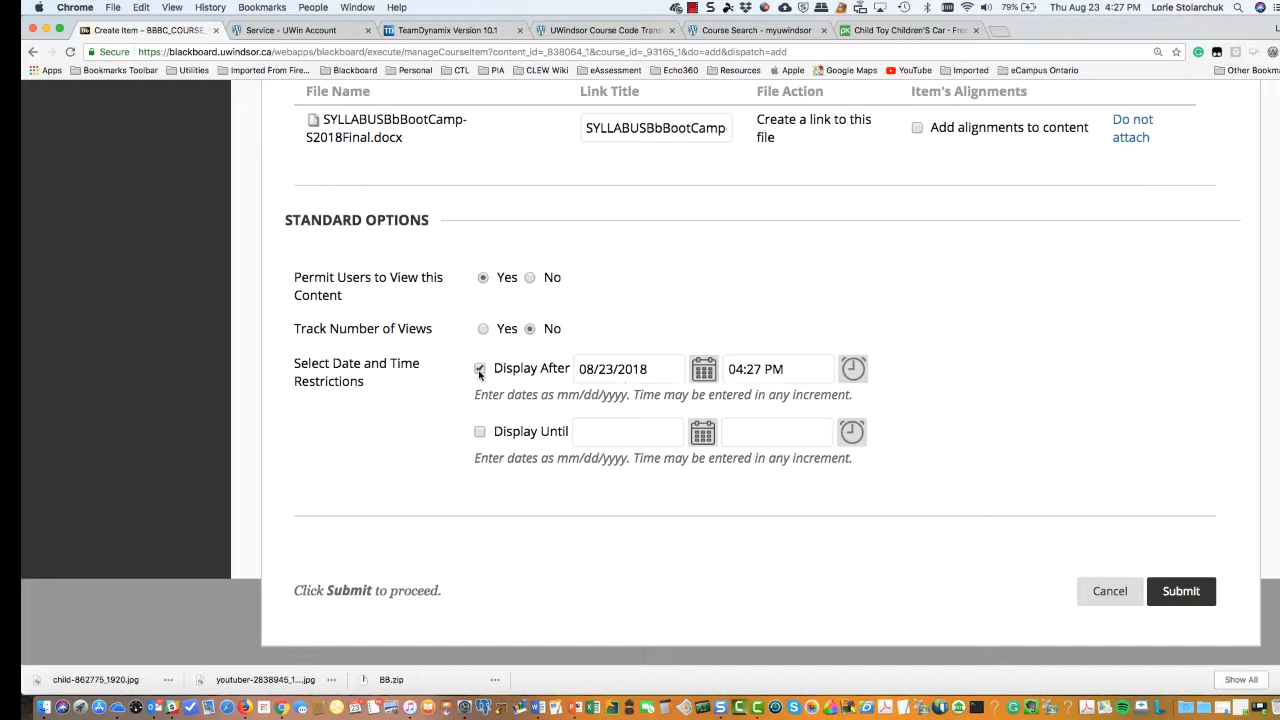 Chrome File Edit View History Bookmarks People Window Help 79% Thu Aug 23 4:27 PM Lorie Stolarchuk
Create Item – BBBC_COURSE_ Service - UWin Account TeamDynamix Version 10.1 UWindsor Course Code Trans Course Search - myuwindsor Child Toy Children's Car · Free
Secure https://blackboard.uwindsor.ca/webapps/blackboard/execute/manageCourseItem?content_id=_838064_1&course_id=_93165_1&do=add&dispatch=add
Apps Bookmarks Toolbar Utilities Imported From Fire... Blackboard Personal CTL PIA CLEW Wiki eAssessment Echo360 Resources Apple Google Maps YouTube Imported eCampus Ontario Other Bookm
File Name Link Title File Action Item's Alignments
SYLLABUSBbBootCamp-
S2018Final.docx
SYLLABUSBbBootCamp
Create a link to this
file
Add alignments to content
Do not
attach
STANDARD OPTIONS
Permit Users to View this
Content
Yes No
Track Number of Views Yes No
Select Date and Time
Restrictions
Display After 08/23/2018 04:27 PM
Enter dates as mm/dd/yyyy. Time may be entered in any increment.
Display Until
Enter dates as mm/dd/yyyy. Time may be entered in any increment.
Click Submit to proceed.
Cancel Submit
child-862775_1920.jpg youtuber-2838945_1....jpg BB.zip Show All